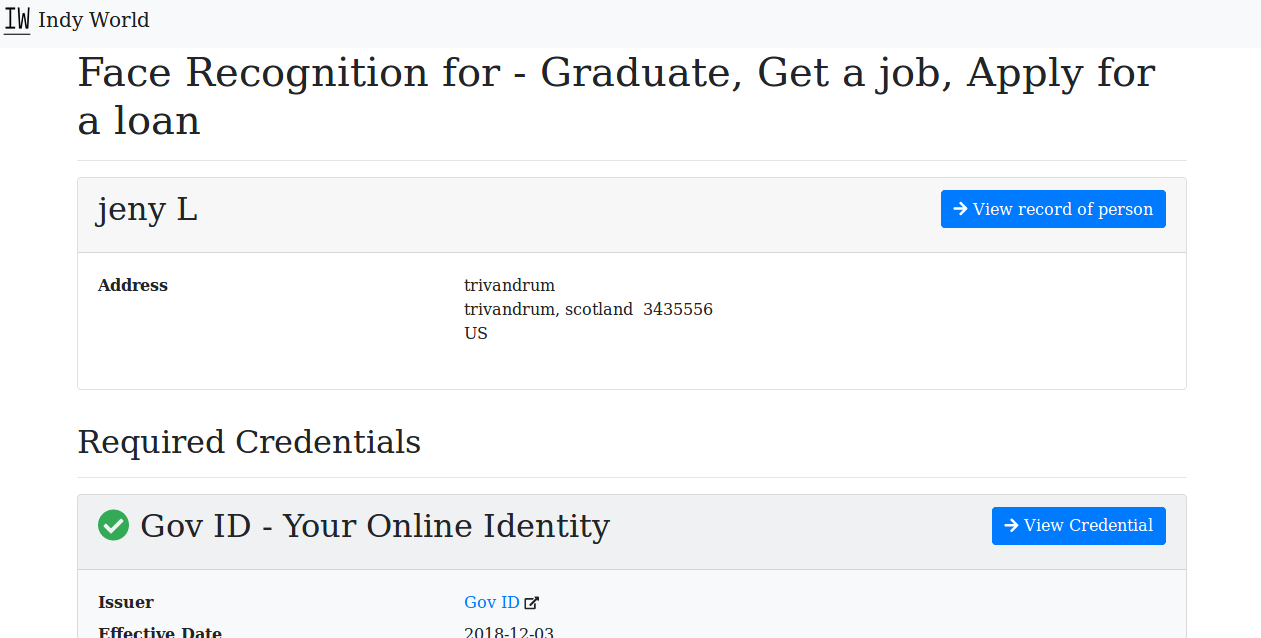 IW Indy World
Face Recognition for - Graduate, Get a job, Apply for
a loan
jeny L
View record of person
Address
trivandrum
trivandrum, scotland 3435556
US
Required Credentials
Gov ID - Your Online Identity
View Credential
Issuer
Gov ID
Effective Date
2018-12-03